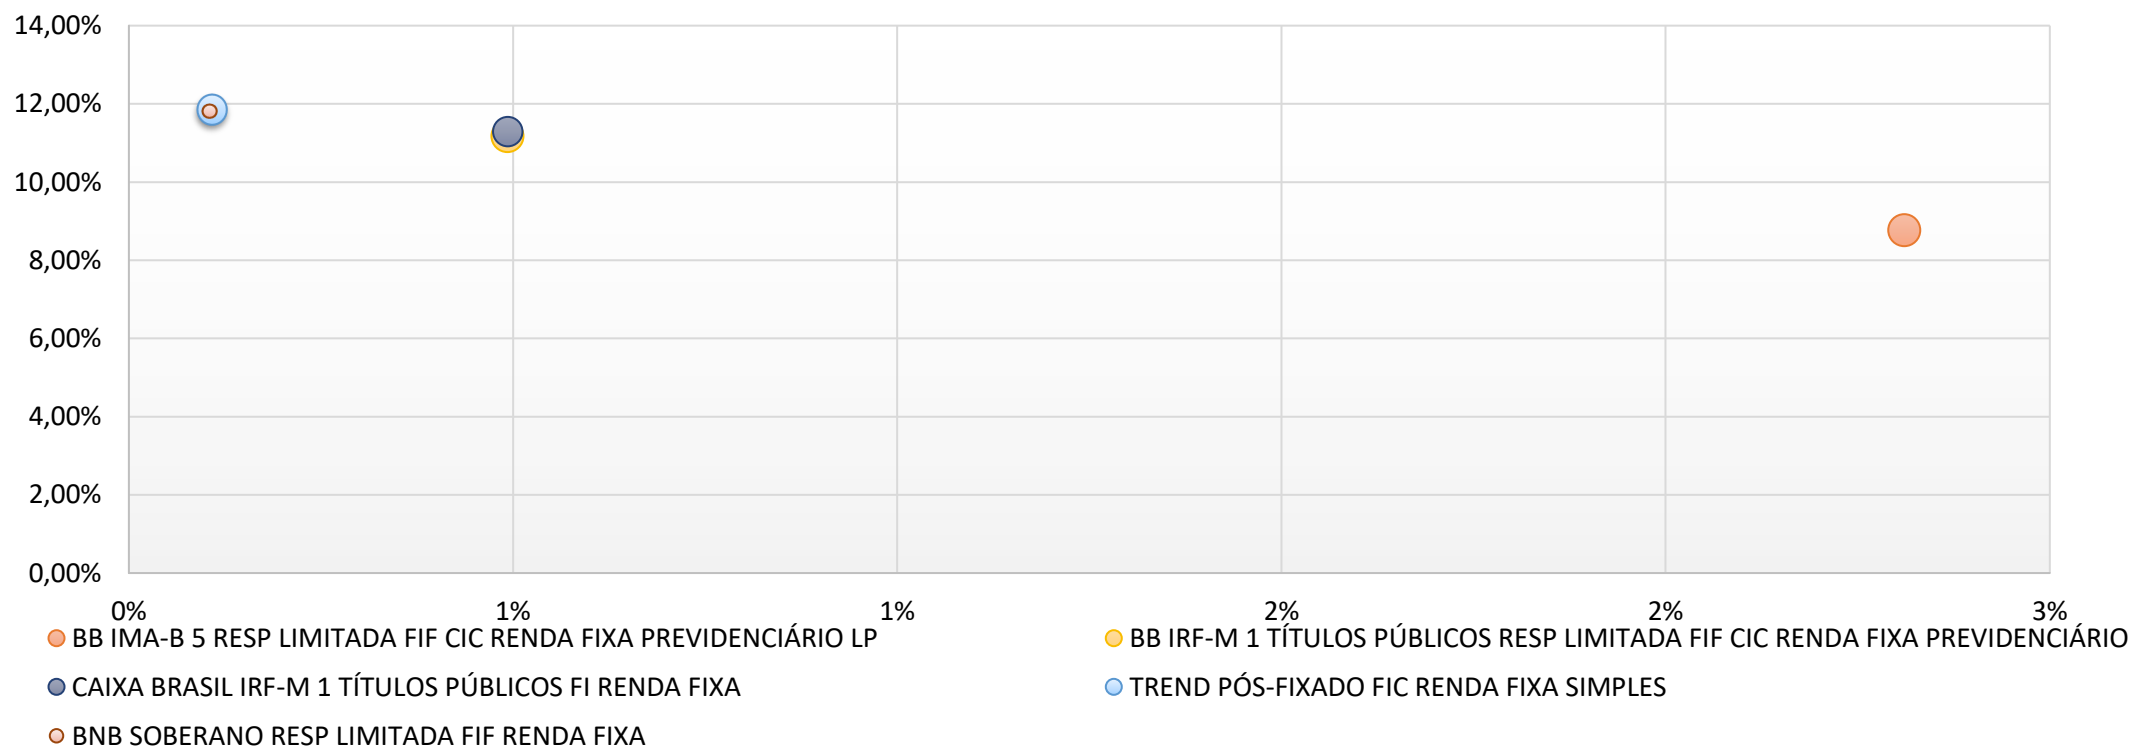 14,00%
12,00%
10,00%
8,00%
6,00%
4,00%
2,00%
0,00%
0% 1% 1% 2% 2% 3%
BB IMA-B 5 RESP LIMITADA FIF CIC RENDA FIXA PREVIDENCIÁRIO LP
BB IRF-M 1 TÍTULOS PÚBLICOS RESP LIMITADA FIF CIC RENDA FIXA PREVIDENCIÁRIO
CAIXA BRASIL IRF-M 1 TÍTULOS PÚBLICOS FI RENDA FIXA
TREND PÓS-FIXADO FIC RENDA FIXA SIMPLES
BNB SOBERANO RESP LIMITADA FIF RENDA FIXA